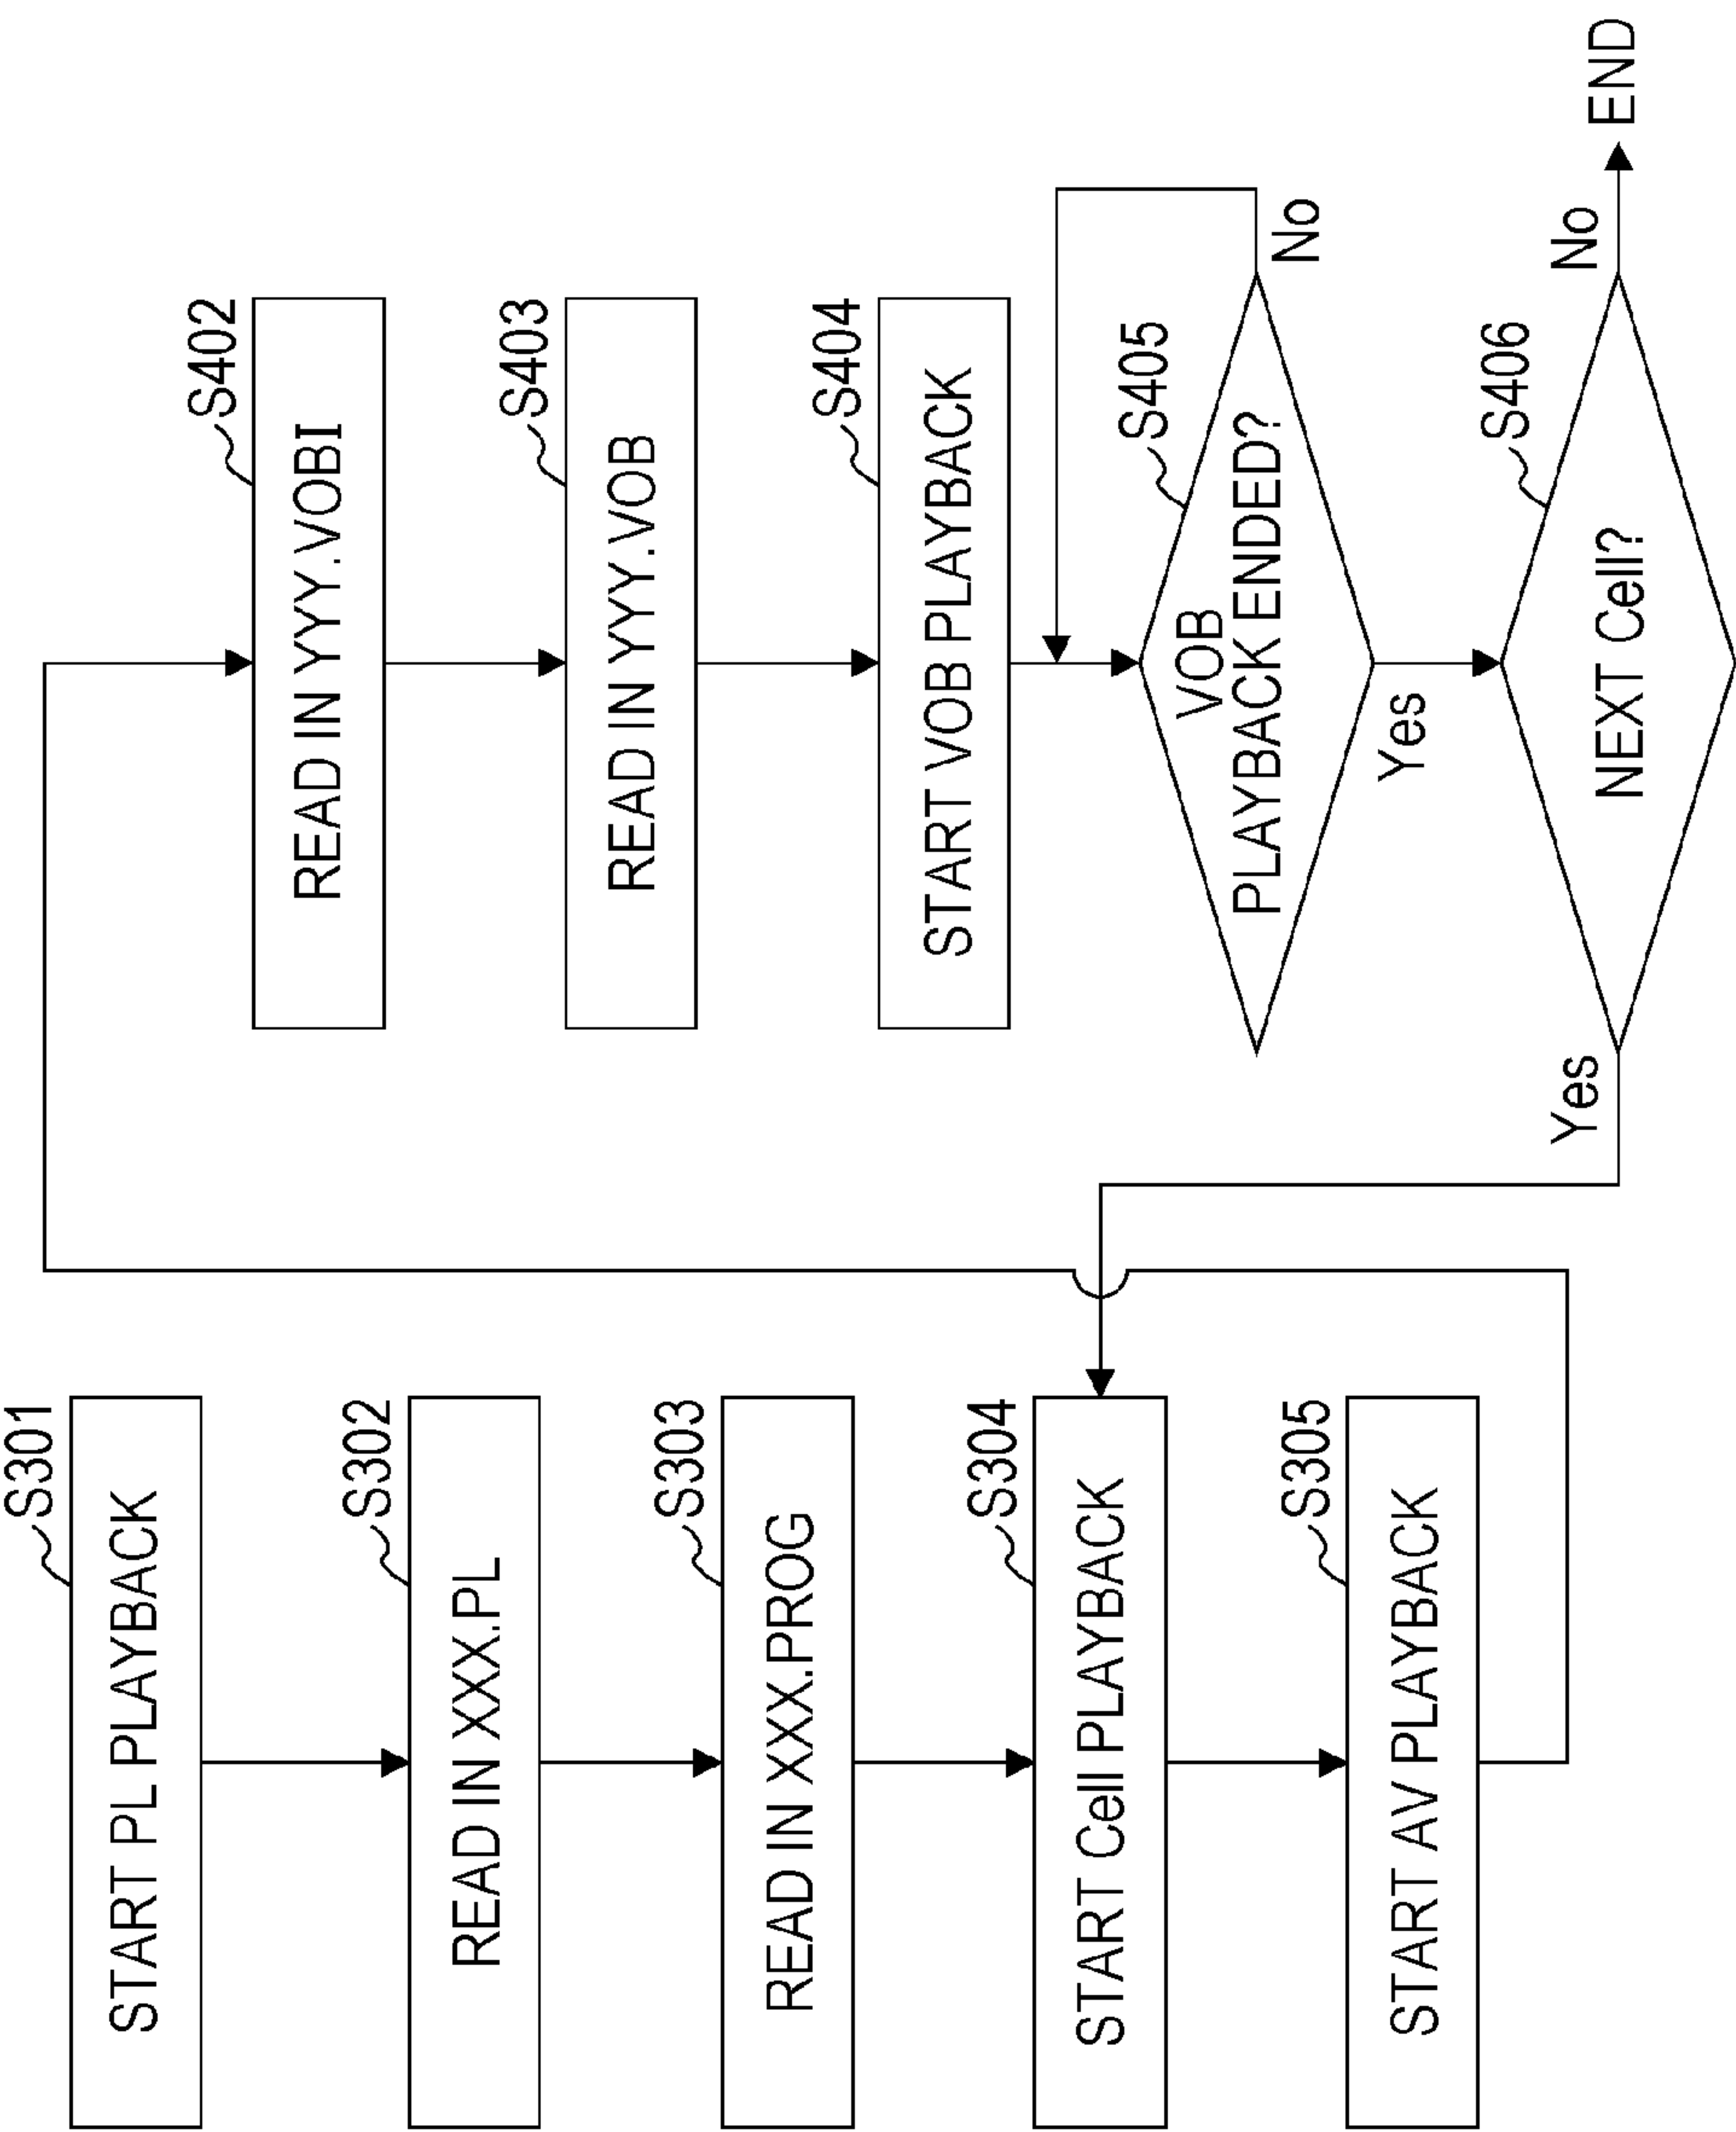 S301
START PL PLAYBACK
S302
READ IN XXX.PL
S303
READ IN XXX.PROG
S304
START Cell PLAYBACK
S305
START AV PLAYBACK
S402
READ IN YYY.VOBI
S403
READ IN YYY.VOB
S404
START VOB PLAYBACK
S405
VOB
PLAYBACK ENDED?
No
Yes
S406
NEXT Cell?
Yes
No
END